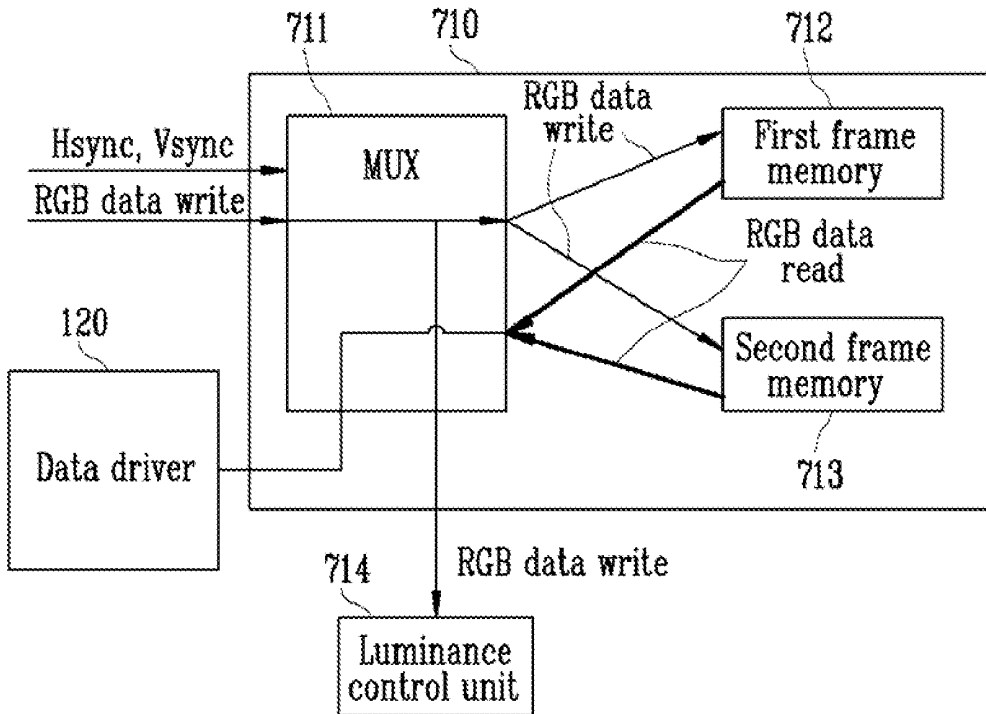 711
710
712
RGB data
write
First frame
memory
Hsync, Vsync
MUX
RGB data write
RGB data
read
120
Second frame
memory
Data driver
713
714
RGB data write
Luminance
control unit